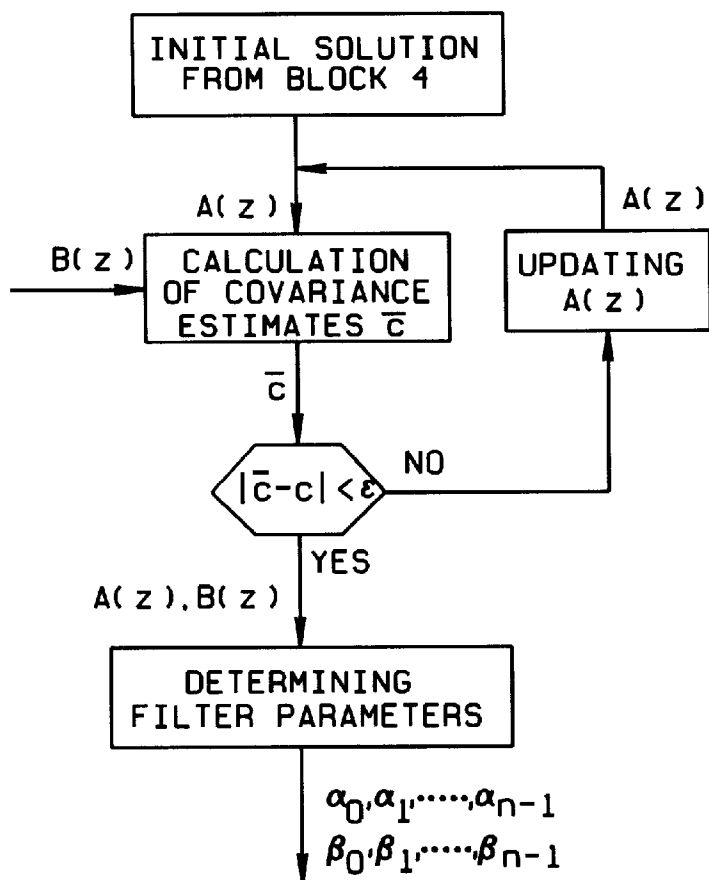 INITIAL SOLUTION
FROM BLOCK 4
A(z)
A(z)
B(z)
CALCULATION
OF COVARIANCE
ESTIMATES c̅
UPDATING
A(z)
c̅
|c̅-c|<ε
NO
YES
A(z),B(z)
DETERMINING
FILTER PARAMETERS
α₀,α₁,.....,αₙ₋₁
β₀,β₁,.....,βₙ₋₁